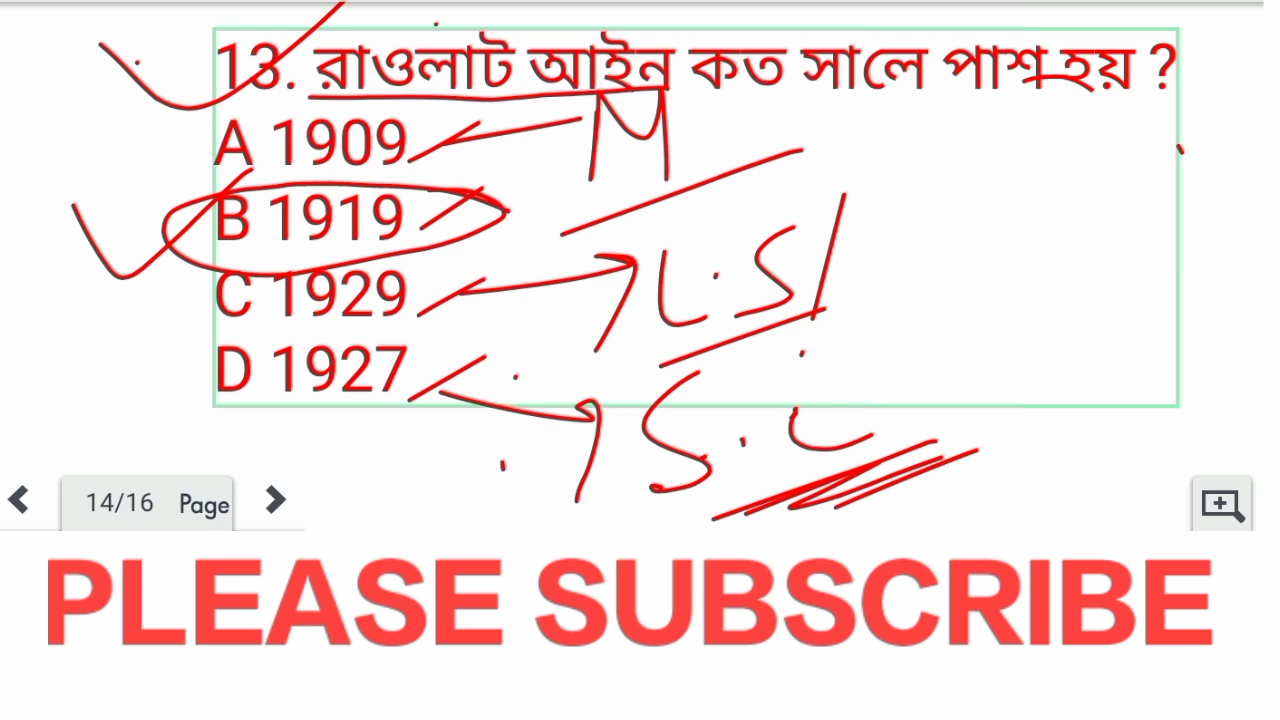 13. রাওলাট আইন কত সালে পাশ হয় ?
A 1909 M
B 1919
C 1929 L.S
D 1927 S.C
14/16 Page
PLEASE SUBSCRIBE